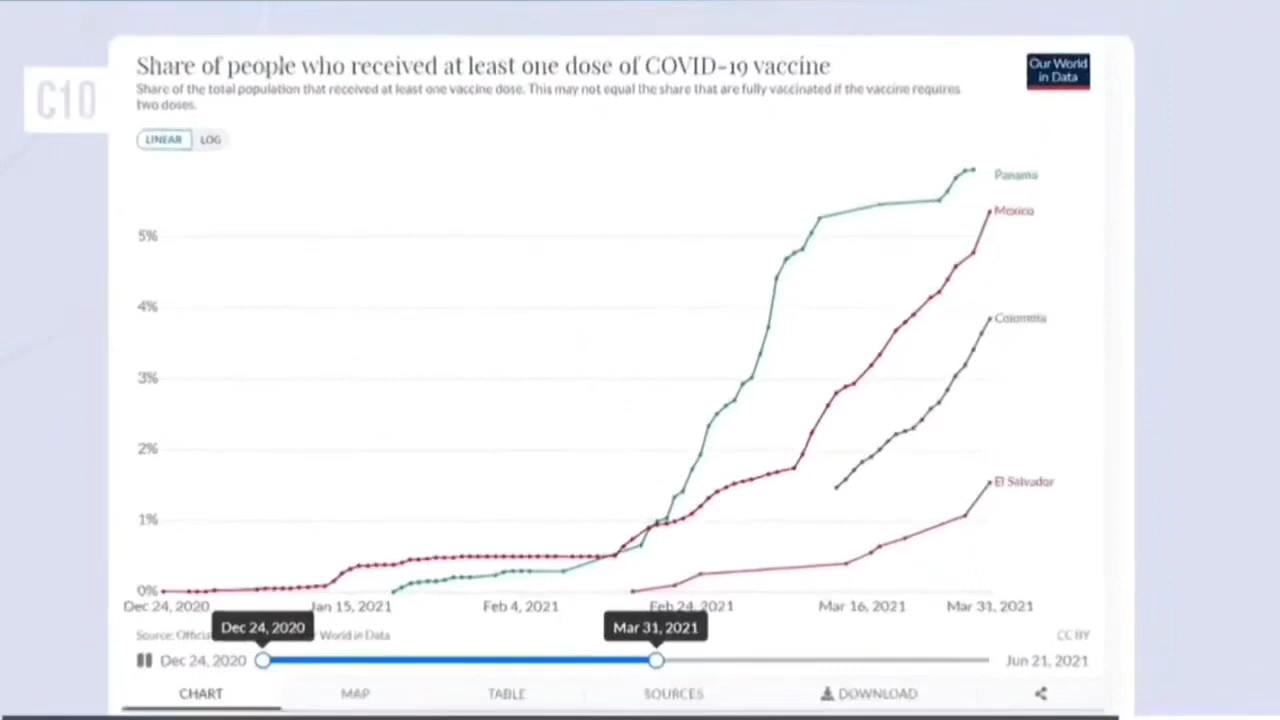 Share of people who received at least one dose of COVID-19 vaccine
Our World
in Data
Share of the total population that received at least one vaccine dose. This may not equal the share that are fully vaccinated if the vaccine requires
two doses.
C10
LINEAR LOG
Panama
Mexico
5%
4%
Colombia
3%
2%
El Salvador
1%
0%
Dec 24, 2020 Jan 15, 2021 Feb 4, 2021 Feb 24, 2021 Mar 16, 2021 Mar 31, 2021
Dec 24, 2020 Mar 31, 2021
Source: World in Data CC BY
Dec 24, 2020 Jun 21, 2021
CHART MAP TABLE SOURCES DOWNLOAD